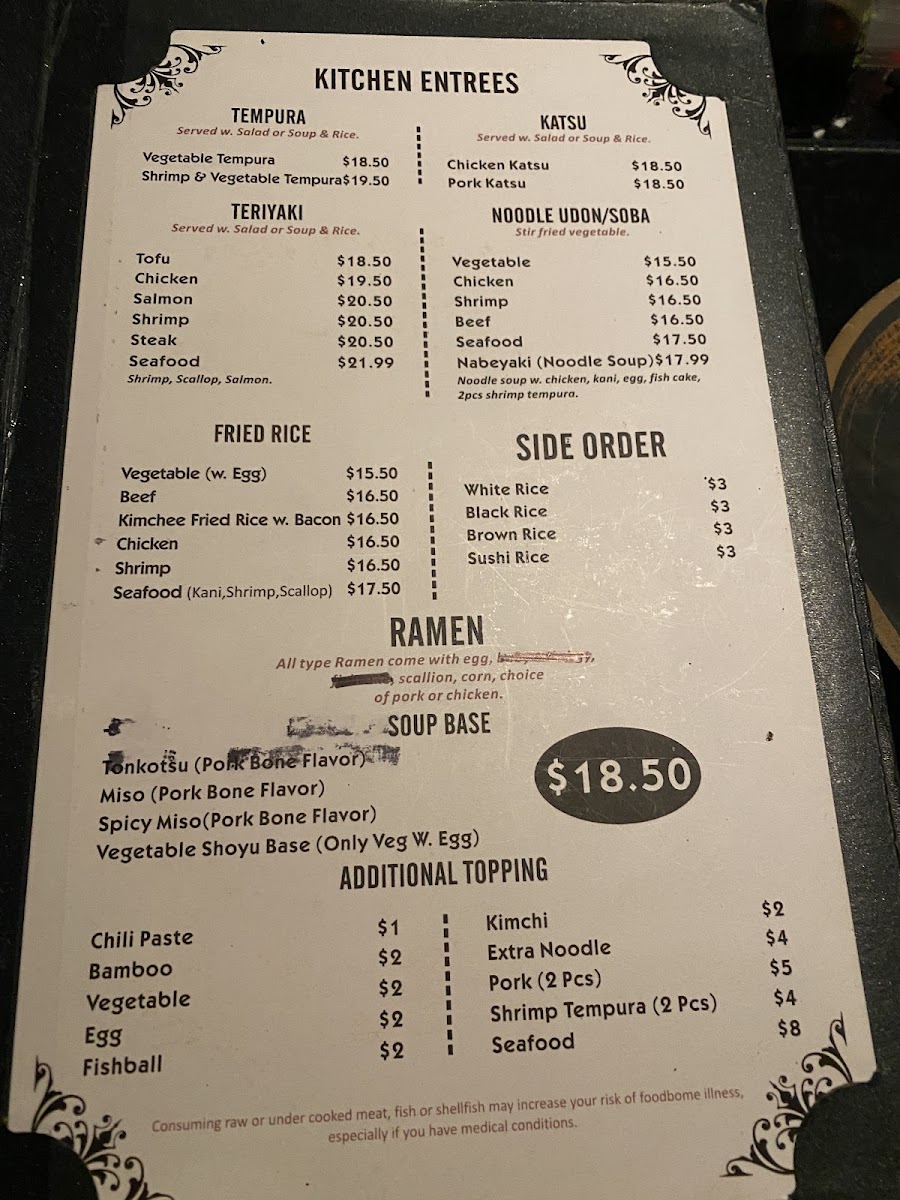 KITCHEN ENTREES
TEMPURA
Served w. Salad or Soup & Rice.
Vegetable Tempura $18.50
Shrimp & Vegetable Tempura $19.50
KATSU
Served w. Salad or Soup & Rice.
Chicken Katsu $18.50
Pork Katsu $18.50
TERIYAKI
Served w. Salad or Soup & Rice.
Tofu $18.50
Chicken $19.50
Salmon $20.50
Shrimp $20.50
Steak $20.50
Seafood $21.99
Shrimp, Scallop, Salmon.
NOODLE UDON/SOBA
Stir fried vegetable.
Vegetable $15.50
Chicken $16.50
Shrimp $16.50
Beef $16.50
Seafood $17.50
Nabeyaki (Noodle Soup) $17.99
Noodle soup w. chicken, kani, egg, fish cake,
2pcs shrimp tempura.
FRIED RICE
Vegetable (w. Egg) $15.50
Beef $16.50
Kimchee Fried Rice w. Bacon $16.50
Chicken $16.50
Shrimp $16.50
Seafood (Kani,Shrimp,Scallop) $17.50
SIDE ORDER
White Rice $3
Black Rice $3
Brown Rice $3
Sushi Rice $3
RAMEN
All type Ramen come with egg,
scallion, corn, choice
of pork or chicken.
SOUP BASE
Tonkotsu (Pork Bone Flavor)
Miso (Pork Bone Flavor)
Spicy Miso(Pork Bone Flavor)
Vegetable Shoyu Base (Only Veg W. Egg)
$18.50
ADDITIONAL TOPPING
Chili Paste $1
Bamboo $2
Vegetable $2
Egg $2
Fishball $2
Kimchi $2
Extra Noodle $4
Pork (2 Pcs) $5
Shrimp Tempura (2 Pcs) $4
Seafood $8
Consuming raw or under cooked meat, fish or shellfish may increase your risk of foodbome illness,
especially if you have medical conditions.